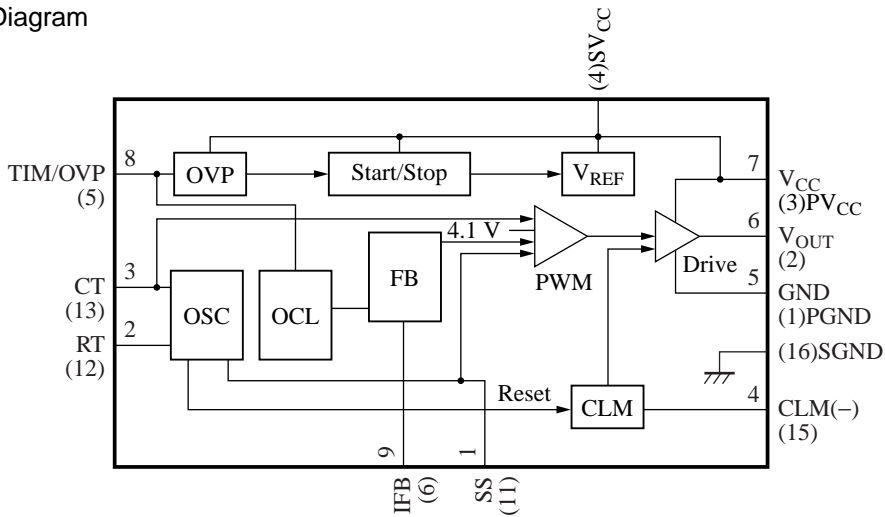 Diagram
(4)SVCC
TIM/OVP
8
(5)
OVP
Start/Stop
VREF
7
VCC
(3)PVCC
4.1 V
PWM
Drive
6
VOUT
(2)
5
GND
(1)PGND
CT
3
(13)
RT
2
(12)
OSC
OCL
FB
(16)SGND
Reset
CLM
4
CLM(−)
(15)
9
IFB
(6)
1
SS
(11)